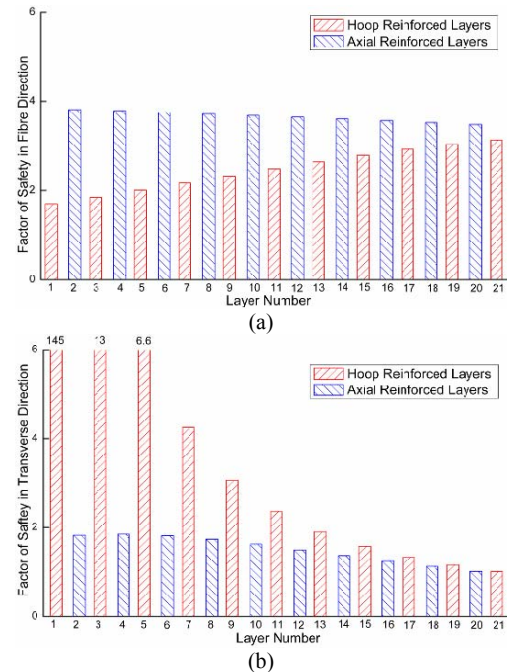 6
Hoop Reinforced Layers
Axial Reinforced Layers
4
2
0
Factor of Safety in Fibre Direction
1 2 3 4 5 6 7 8 9 10 11 12 13 14 15 16 17 18 19 20 21
Layer Number
(a)
145 13 6.6
6
Hoop Reinforced Layers
Axial Reinforced Layers
4
2
0
Factor of Saftey in Transverse Direction
1 2 3 4 5 6 7 8 9 10 11 12 13 14 15 16 17 18 19 20 21
Layer Number
(b)